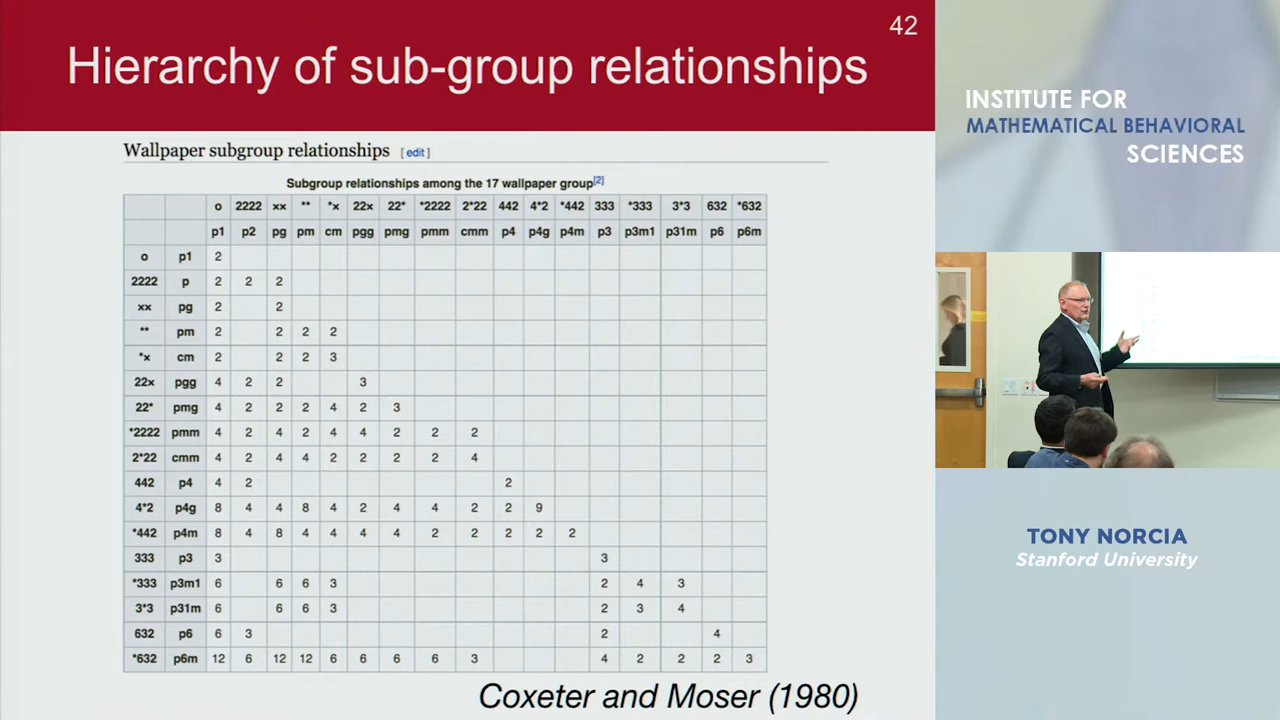 42
Hierarchy of sub-group relationships
Wallpaper subgroup relationships [ edit ]
Subgroup relationships among the 17 wallpaper group[2]
o 2222 xx ** *x 22x 22* *2222 2*22 442 4*2 *442 333 *333 3*3 632 *632
p1 p2 pg pm cm pgg pmg pmm cmm p4 p4g p4m p3 p3m1 p31m p6 p6m
o p1 2
2222 p 2 2 2
xx pg 2 2
** pm 2 2 2 2
*x cm 2 2 2 3
22x pgg 4 2 2 3
22* pmg 4 2 2 2 4 2 3
*2222 pmm 4 2 4 2 4 4 2 2 2
2*22 cmm 4 2 4 4 2 2 2 2 4
442 p4 4 2 2
4*2 p4g 8 4 4 8 4 2 4 4 2 2 9
*442 p4m 8 4 8 4 4 4 4 2 2 2 2 2
333 p3 3 3
*333 p3m1 6 6 6 3 2 4 3
3*3 p31m 6 6 6 3 2 3 4
632 p6 6 3 2 4
*632 p6m 12 6 12 12 6 6 6 6 3 4 2 2 2 3
Coxeter and Moser (1980)
INSTITUTE FOR
MATHEMATICAL BEHAVIORAL
SCIENCES
TONY NORCIA
Stanford University